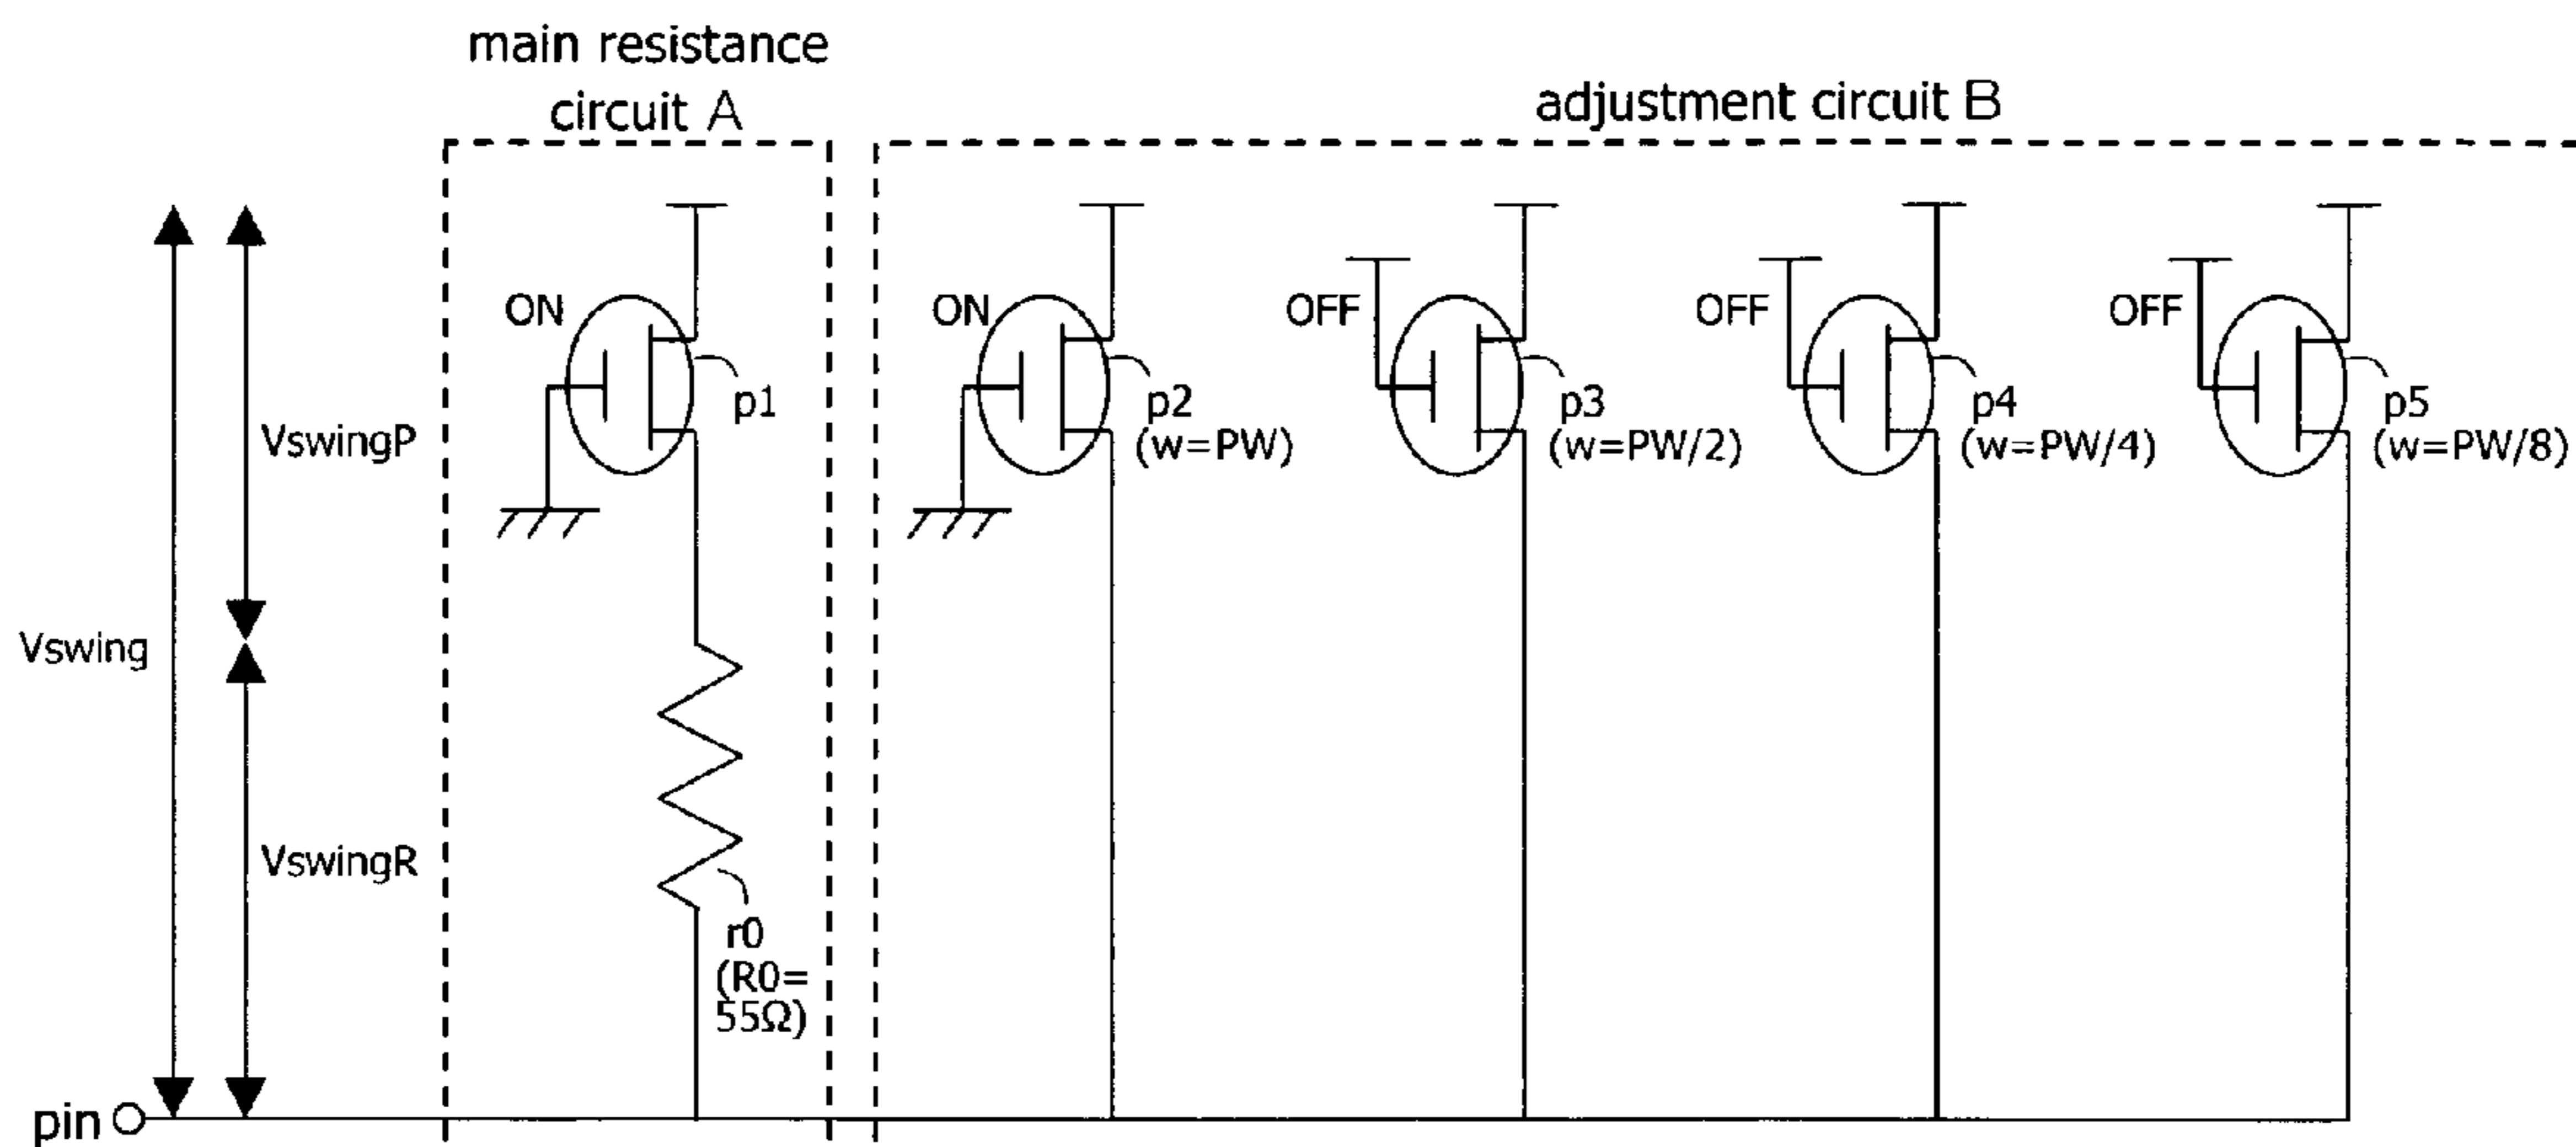 main resistance
circuit A
adjustment circuit B
ON
ON
OFF
OFF
OFF
p1
p2
(w=PW)
p3
(w=PW/2)
p4
(w=PW/4)
p5
(w=PW/8)
VswingP
Vswing
VswingR
r0
(R0=
55Ω)
pin